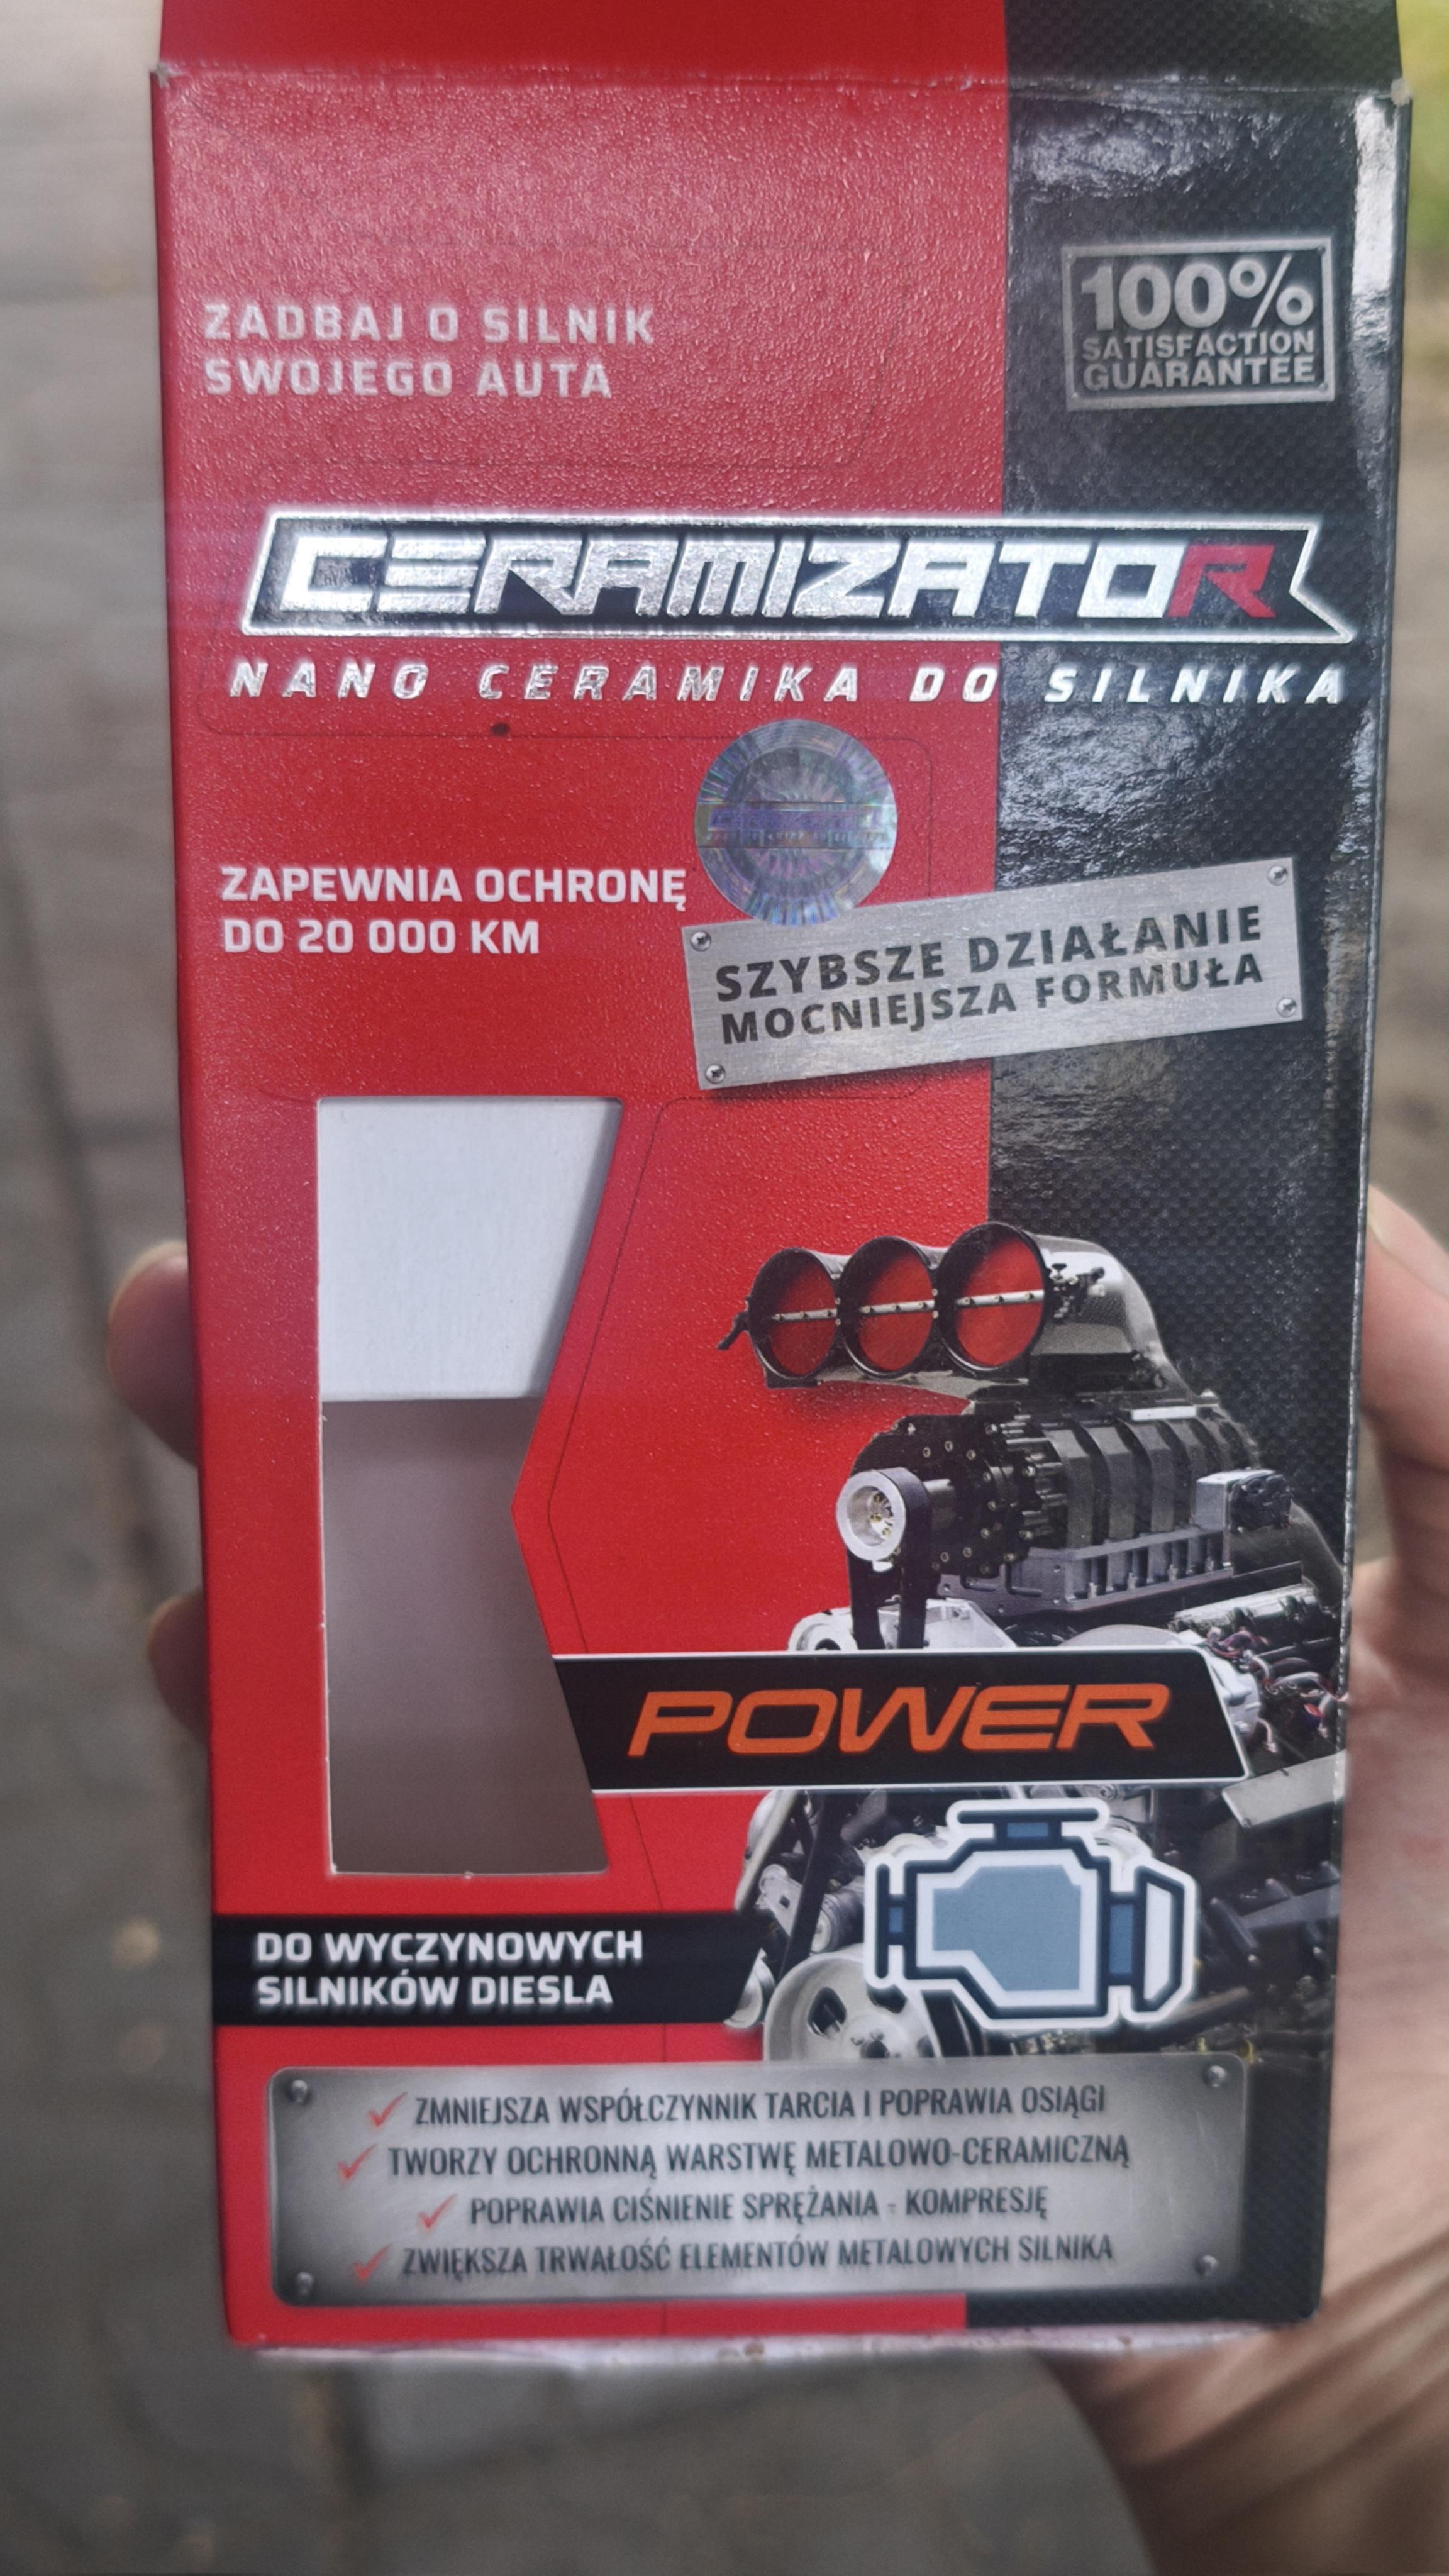 ZADBAJ O SILNIK
SWOJEGO AUTA
100%
SATISFACTION
GUARANTEE
CERAMIZATOR
NANO CERAMIKA DO SILNIKA
ZAPEWNIA OCHRONĘ
DO 20 000 KM
SZYBSZE DZIAŁANIE
MOCNIEJSZA FORMUŁA
POWER
DO WYCZYNOWYCH
SILNIKÓW DIESLA
ZMNIEJSZA WSPÓŁCZYNNIK TARCIA I POPRAWIA OSIĄGI
TWORZY OCHRONNĄ WARSTWĘ METALOWO-CERAMICZNĄ
POPRAWIA CIŚNIENIE SPRĘŻANIA - KOMPRESJĘ
ZWIĘKSZA TRWAŁOŚĆ ELEMENTÓW METALOWYCH SILNIKA